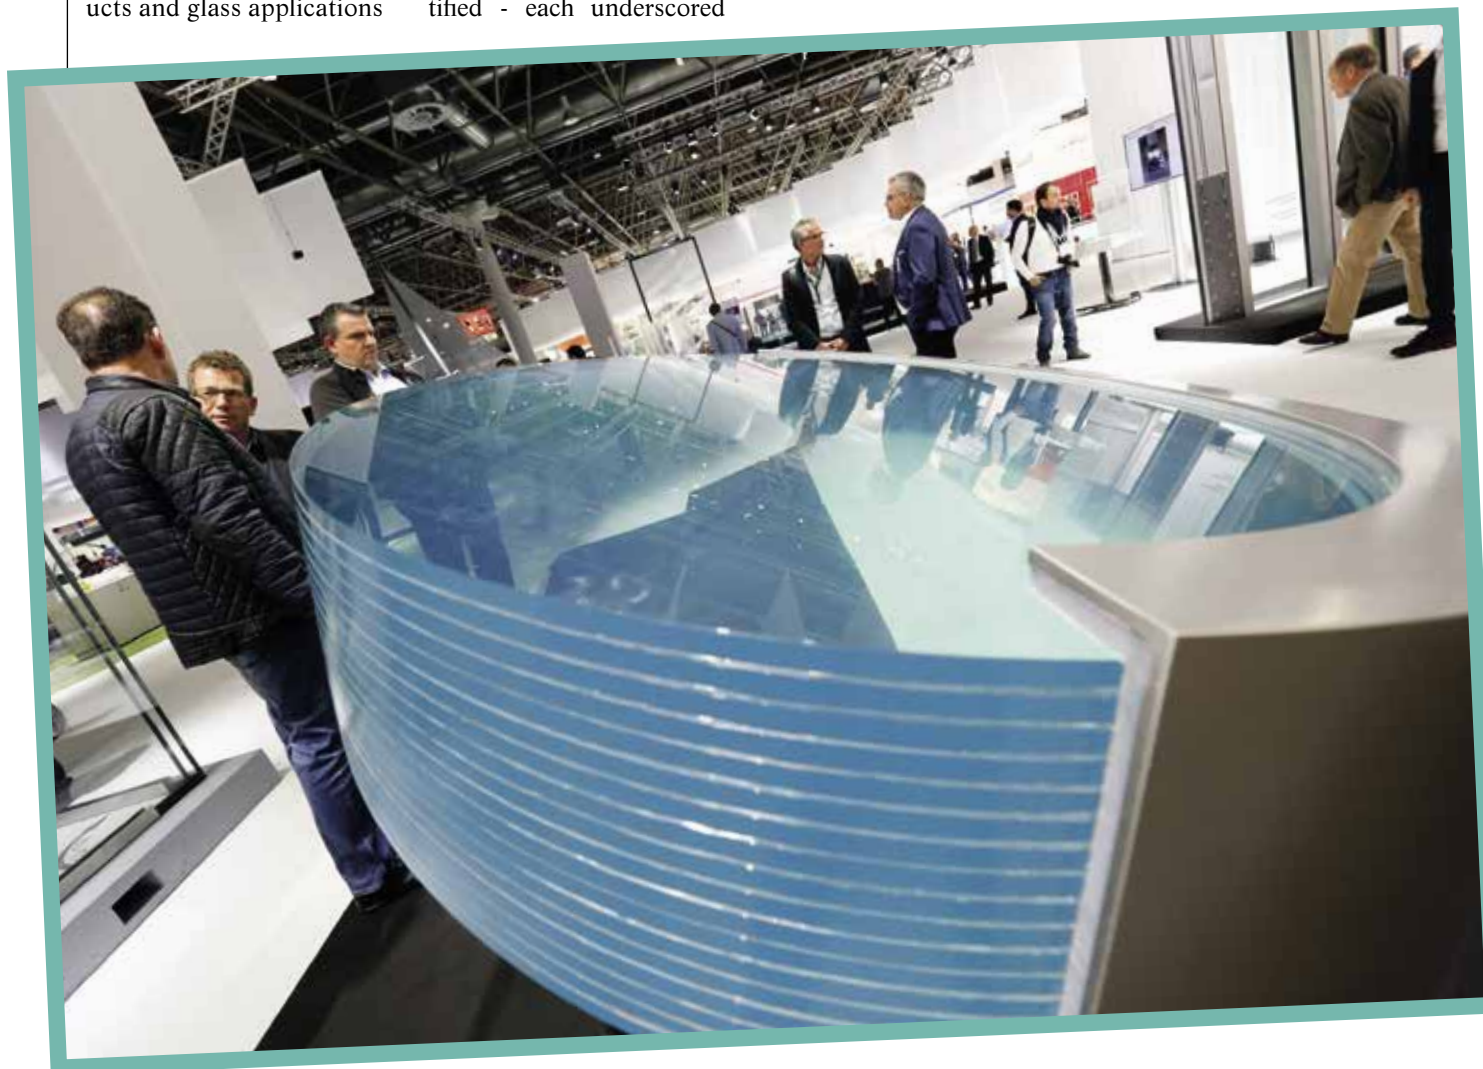 ucts and glass applications
tified - each underscored